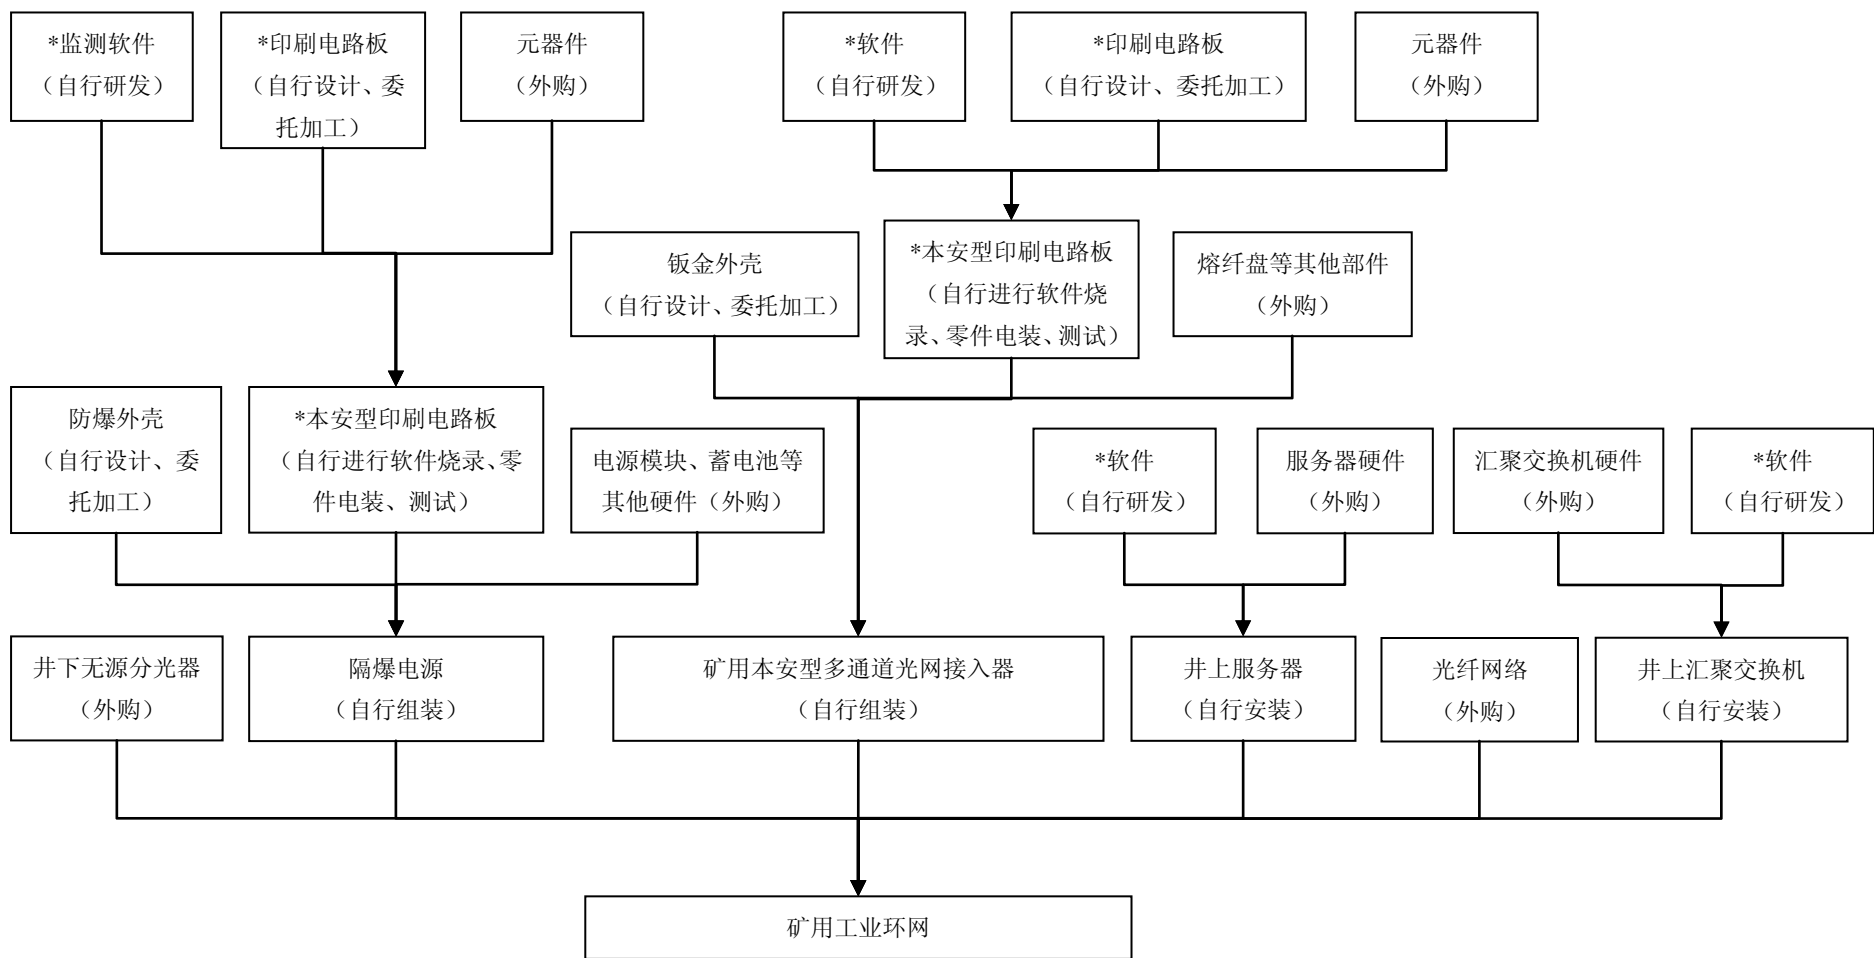 *监测软件
（自行研发）
*印刷电路板
（自行设计、委
托加工）
元器件
（外购）
*软件
（自行研发）
*印刷电路板
（自行设计、委托加工）
元器件
（外购）
钣金外壳
（自行设计、委托加工）
*本安型印刷电路板
（自行进行软件烧
录、零件电装、测试）
熔纤盘等其他部件
（外购）
防爆外壳
（自行设计、委
托加工）
*本安型印刷电路板
（自行进行软件烧录、零
件电装、测试）
电源模块、蓄电池等
其他硬件（外购）
*软件
（自行研发）
服务器硬件
（外购）
汇聚交换机硬件
（外购）
*软件
（自行研发）
井下无源分光器
（外购）
隔爆电源
（自行组装）
矿用本安型多通道光网接入器
（自行组装）
井上服务器
（自行安装）
光纤网络
（外购）
井上汇聚交换机
（自行安装）
矿用工业环网